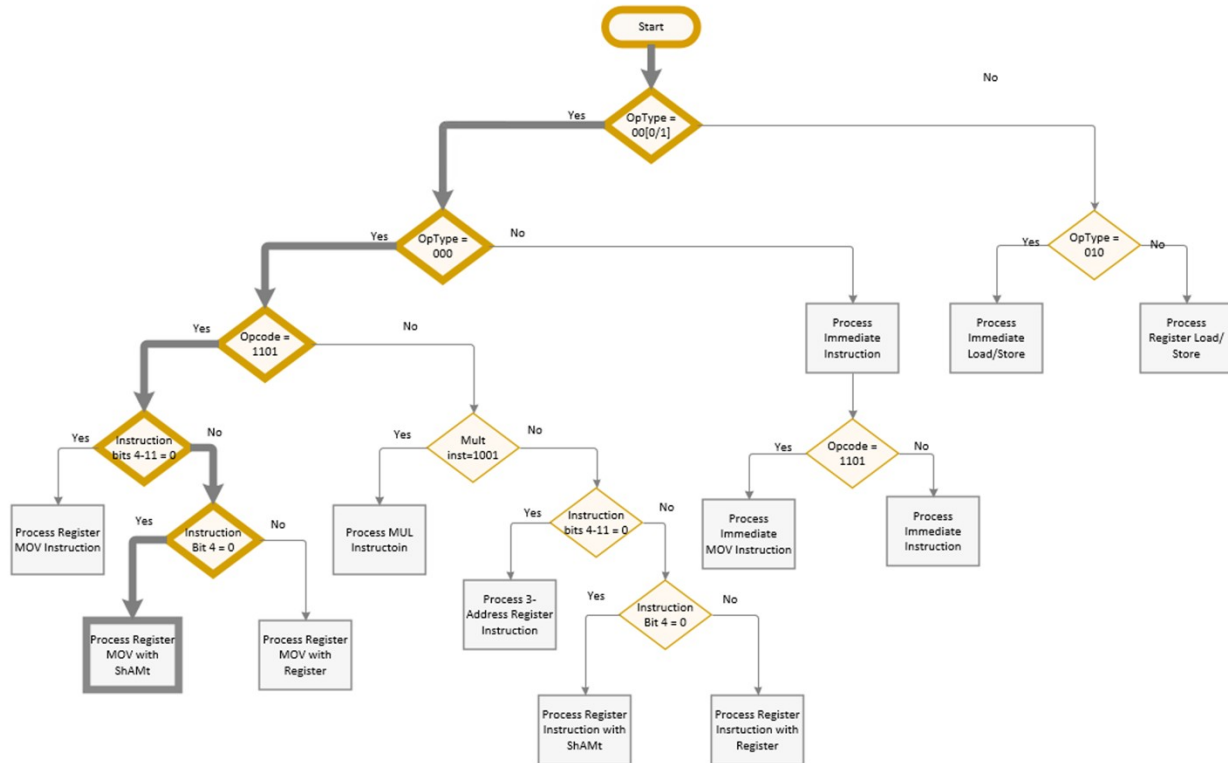 Start
No
Yes
OpType =
00[0/1]
Yes
OpType =
000
No
Yes
OpType =
010
No
Yes
Opcode =
1101
No
Process
Immediate
Instruction
Process
Immediate
Load/Store
Process
Register Load/
Store
Yes
Instruction
bits 4-11 = 0
No
Yes
Mult
inst=1001
No
Yes
Opcode =
1101
No
Process Register
MOV Instruction
Yes
Instruction
Bit 4 = 0
No
Process MUL
Instructoin
Yes
Instruction
bits 4-11 = 0
No
Process
Immediate
MOV Instruction
Process
Immediate
Instruction
Process 3-
Address Register
Instruction
Yes
Instruction
Bit 4 = 0
No
Process Register
MOV with
ShAMt
Process Register
MOV with
Register
Process Register
Instruction with
ShAMt
Process Register
Insrtuction with
Register